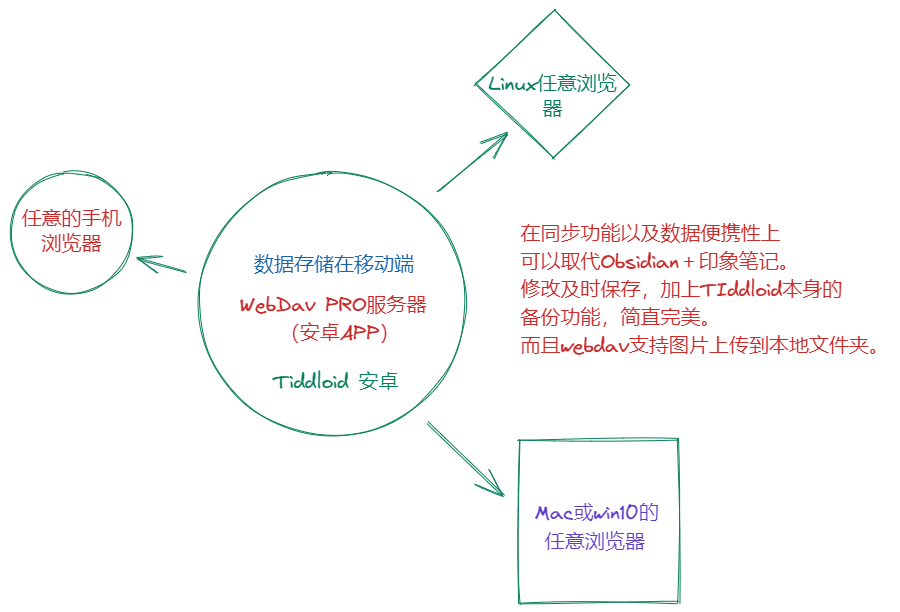 Linux任意浏览
器
任意的手机
浏览器
数据存储在移动端
WebDav PRO服务器
（安卓APP）
Tiddloid 安卓
在同步功能以及数据便携性上
可以取代Obsidian＋印象笔记。
修改及时保存，加上TIddloid本身的
备份功能，简直完美。
而且webdav支持图片上传到本地文件夹。
Mac或win10的
任意浏览器